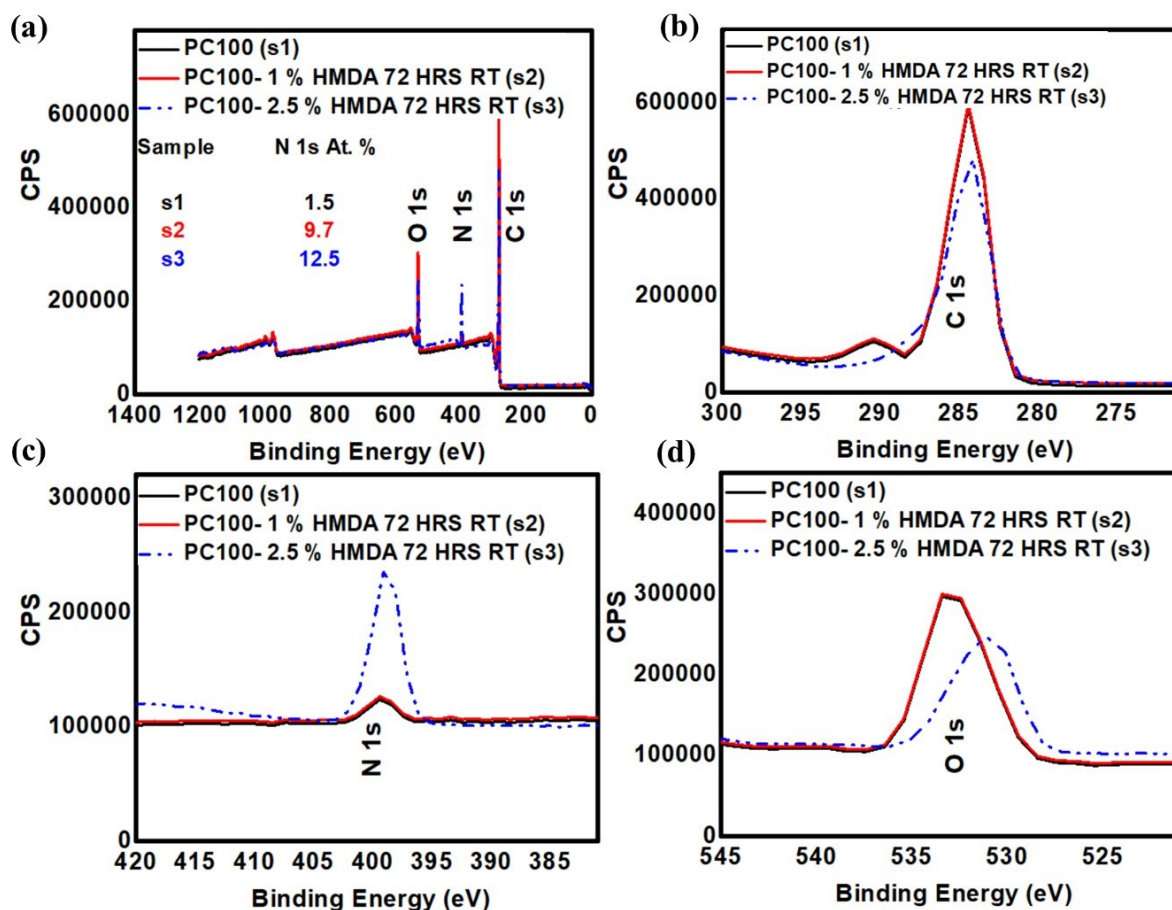 (a)
PC100 (s1)
PC100- 1 % HMDA 72 HRS RT (s2)
PC100- 2.5 % HMDA 72 HRS RT (s3)
Sample N 1s At. %
s1 1.5
s2 9.7
s3 12.5
O 1s
N 1s
C 1s
CPS
600000
400000
200000
100000
0
1400 1200 1000 800 600 400 200 0
Binding Energy (eV)
(b)
PC100 (s1)
PC100- 1 % HMDA 72 HRS RT (s2)
PC100- 2.5 % HMDA 72 HRS RT (s3)
C 1s
CPS
600000
400000
200000
100000
0
300 295 290 285 284 280 275
Binding Energy (eV)
(c)
PC100 (s1)
PC100- 1 % HMDA 72 HRS RT (s2)
PC100- 2.5 % HMDA 72 HRS RT (s3)
N 1s
CPS
300000
200000
100000
0
420 415 410 405 402 400 399 395 390 385
Binding Energy (eV)
(d)
PC100 (s1)
PC100- 1 % HMDA 72 HRS RT (s2)
PC100- 2.5 % HMDA 72 HRS RT (s3)
O 1s
CPS
400000
300000
200000
100000
0
545 540 535 533 530 525
Binding Energy (eV)